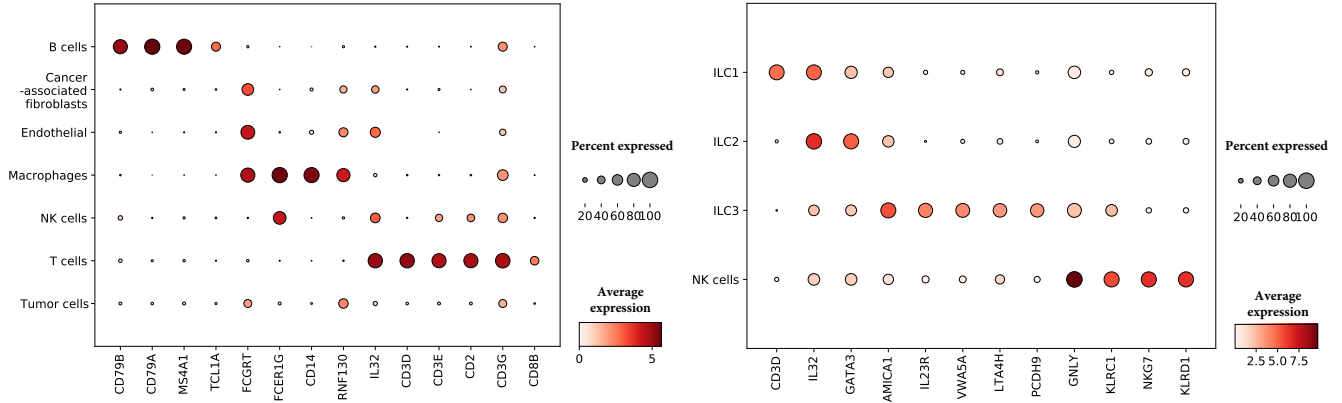 B cells
Cancer
-associated
fibroblasts
Endothelial
Macrophages
NK cells
T cells
Tumor cells
CD79B
CD79A
MS4A1
TCL1A
FCGRT
FCER1G
CD14
RNF130
IL32
CD3D
CD3E
CD2
CD3G
CD8B
Percent expressed
20 40 60 80 100
Average
expression
0 5
ILC1
ILC2
ILC3
NK cells
CD3D
IL32
GATA3
AMICA1
IL23R
VWA5A
LTA4H
PCDH9
GNLY
KLRC1
NKG7
KLRD1
Percent expressed
20 40 60 80 100
Average
expression
2.5 5.0 7.5